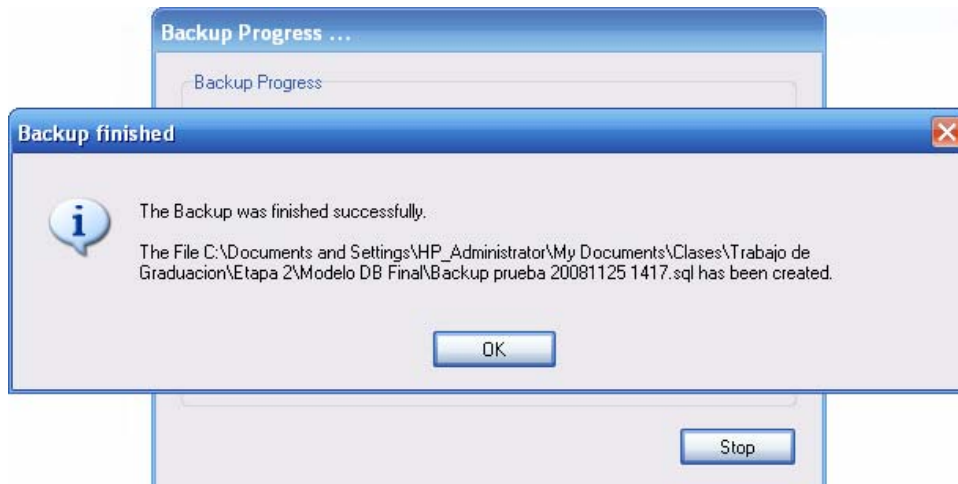 Backup Progress ...
Backup Progress
Backup finished
The Backup was finished successfully.
The File C:\Documents and Settings\HP_Administrator\My Documents\Clases\Trabajo de
Graduacion\Etapa 2\Modelo DB Final\Backup prueba 20081125 1417.sql has been created.
OK
Stop